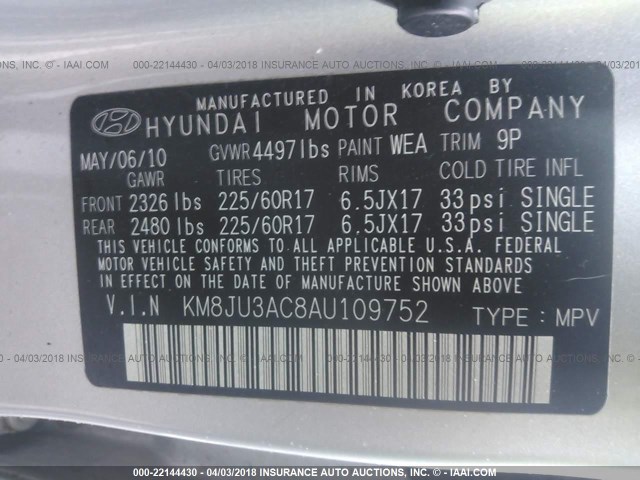 000-22144430 - 04/03/2018 INSURANCE AUTO AUCTIONS, INC. - © IAAI.COM
MANUFACTURED IN KOREA BY
HYUNDAI MOTOR COMPANY
MAY/06/10 GVWR 4497lbs PAINT WEA TRIM 9P
GAWR TIRES RIMS COLD TIRE INFL
FRONT 2326 lbs 225/60R17 6.5JX17 33psi SINGLE
REAR 2480 lbs 225/60R17 6.5JX17 33psi SINGLE
THIS VEHICLE CONFORMS TO ALL APPLICABLE U.S.A. FEDERAL
MOTOR VEHICLE SAFETY AND THEFT PREVENTION STANDARDS
IN EFFECT ON THE DATE OF MANUFACTURE SHOWN ABOVE
V.I.N KM8JU3AC8AU109752 TYPE : MPV
000-22144430 - 04/03/2018 INSURANCE AUTO AUCTIONS, INC. - © IAAI.COM